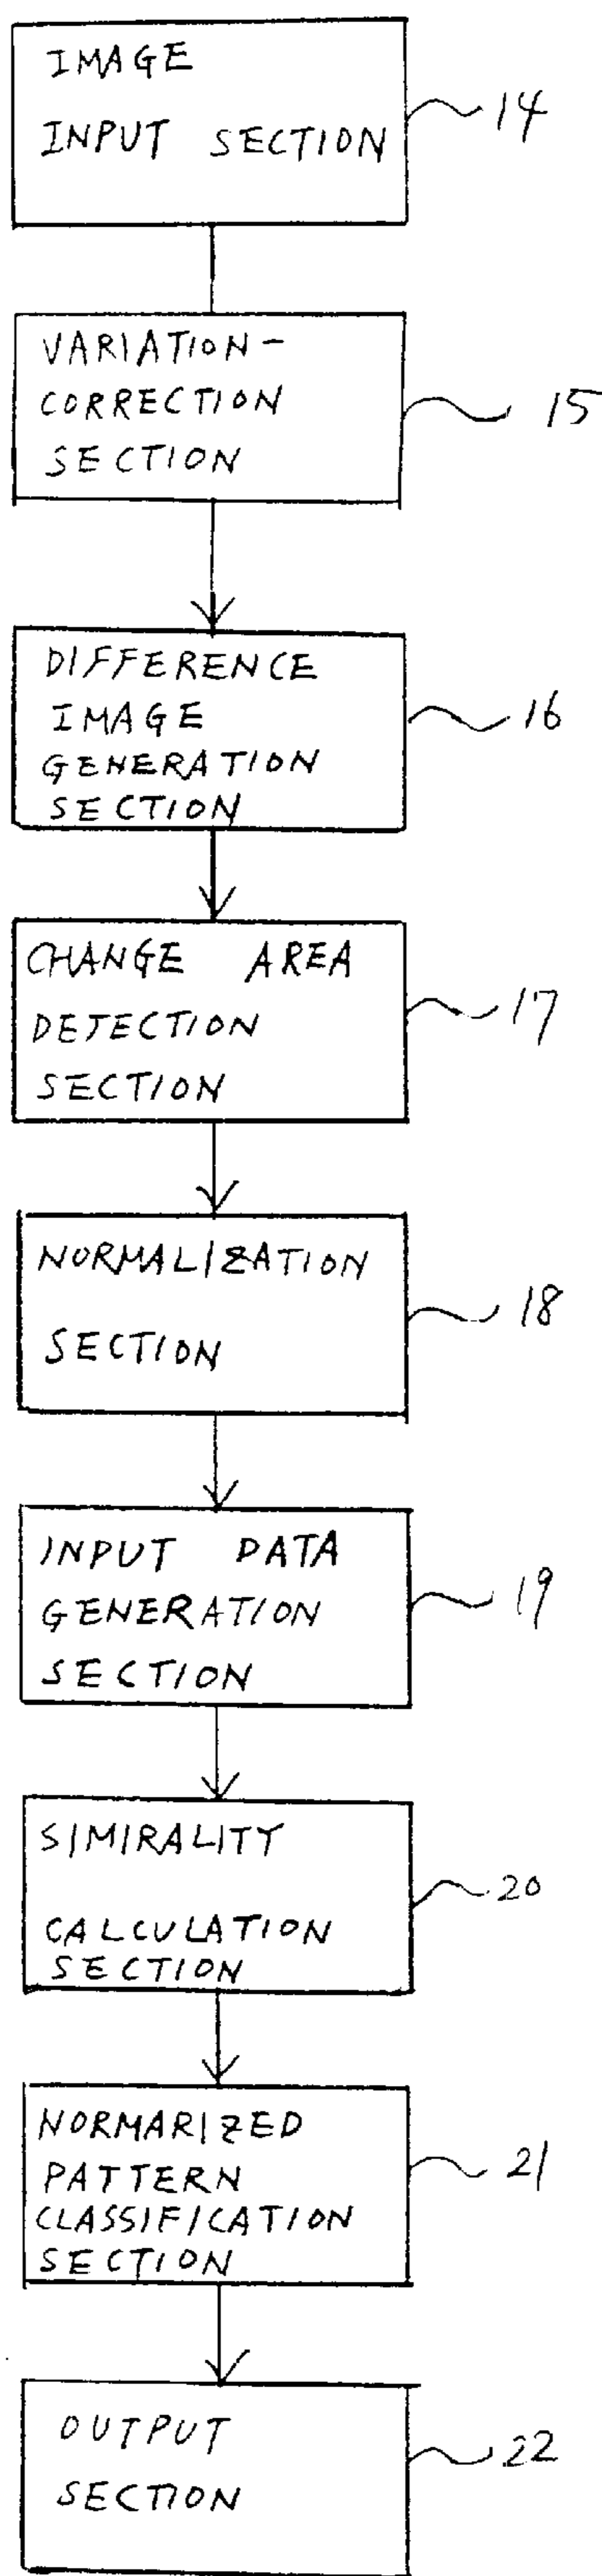 IMAGE
INPUT SECTION
14
VARIATION-
CORRECTION
SECTION
15
DIFFERENCE
IMAGE
GENERATION
SECTION
16
CHANGE AREA
DETECTION
SECTION
17
NORMALIZATION
SECTION
18
INPUT DATA
GENERATION
SECTION
19
SIMIRALITY
CALCULATION
SECTION
20
NORMARIZED
PATTERN
CLASSIFICATION
SECTION
21
OUTPUT
SECTION
22